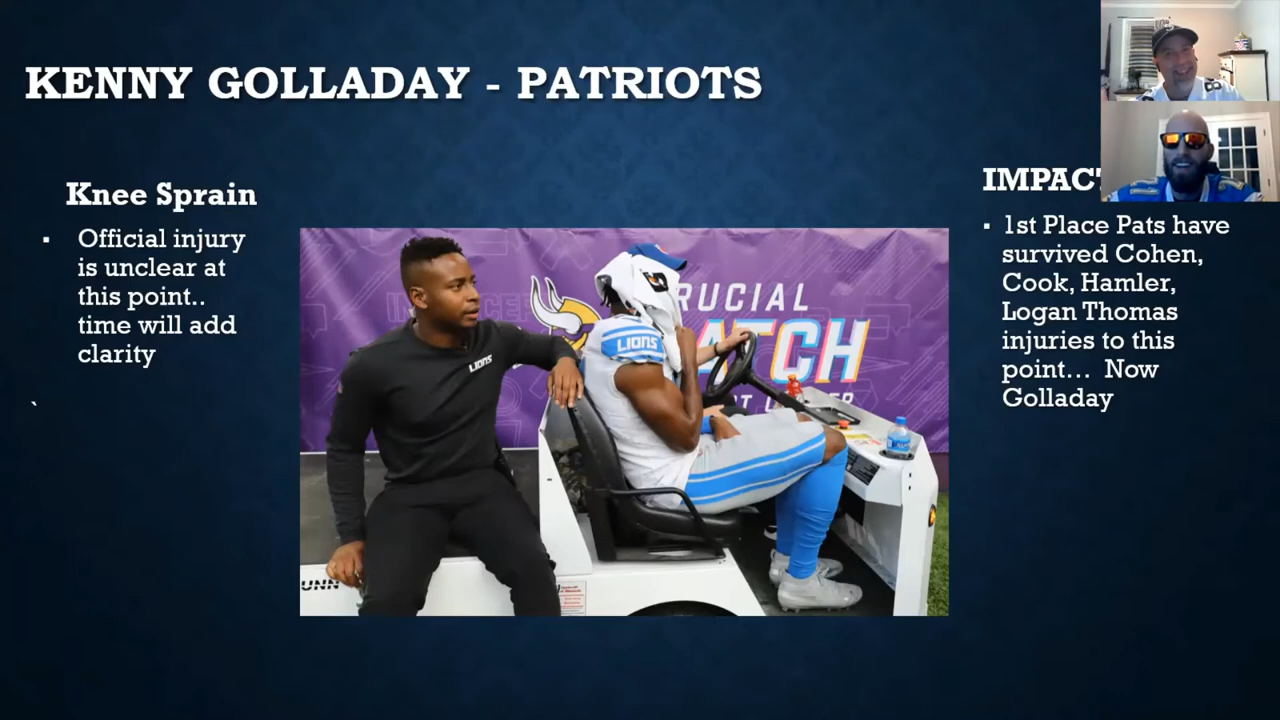 KENNY GOLLADAY - PATRIOTS
Knee Sprain
▪ Official injury
is unclear at
this point..
time will add
clarity
`
IMPACT
▪ 1st Place Pats have
survived Cohen,
Cook, Hamler,
Logan Thomas
injuries to this
point... Now
Golladay
RUCIAL
ATCH
LIONS
LIONS
UNN